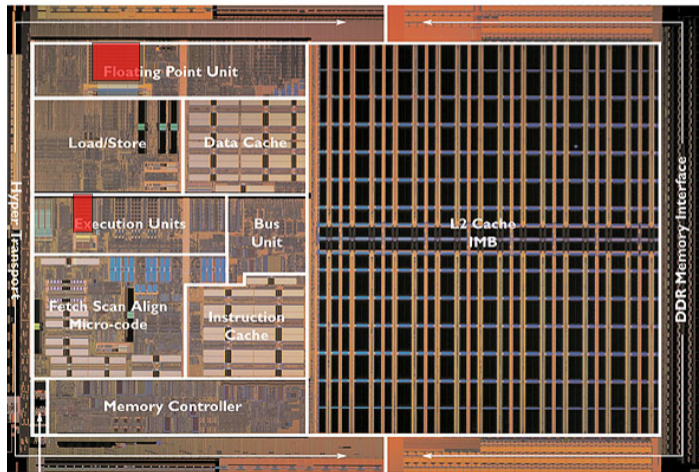 Floating Point Unit
Load/Store
Data Cache
Hyper Transport
Execution Units
Bus
Unit
L2 Cache
IMB
DDR Memory Interface
Fetch Scan Align
Micro-code
Instruction
Cache
Memory Controller